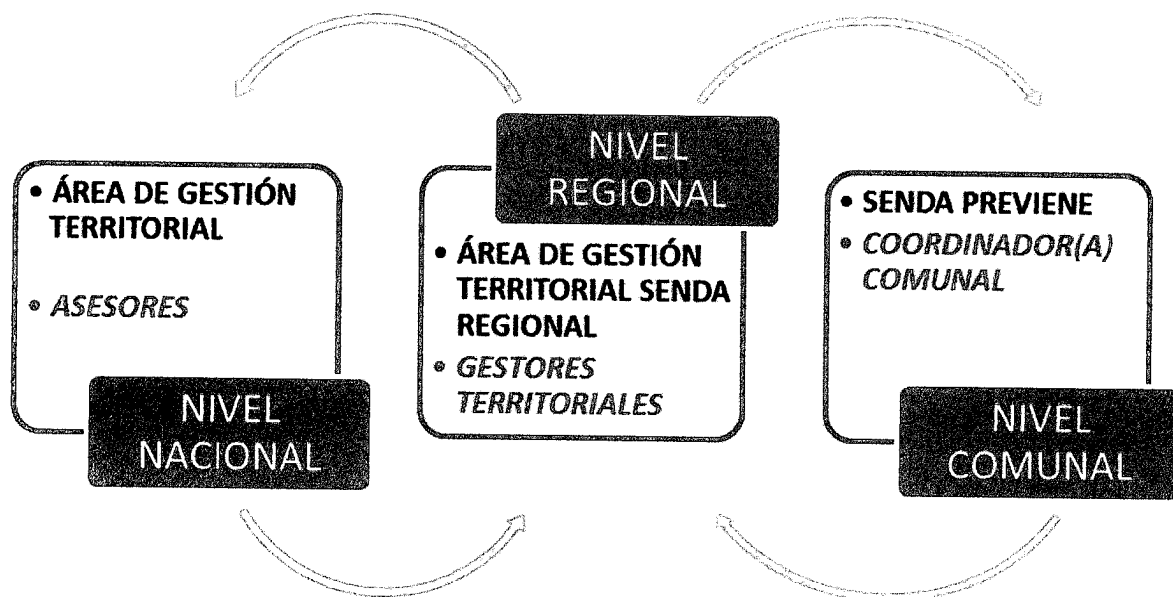 • ÁREA DE GESTIÓN
TERRITORIAL
• ASESORES
NIVEL
NACIONAL
NIVEL
REGIONAL
• ÁREA DE GESTIÓN
TERRITORIAL SENDA
REGIONAL
• GESTORES
TERRITORIALES
• SENDA PREVIENE
• COORDINADOR(A)
COMUNAL
NIVEL
COMUNAL